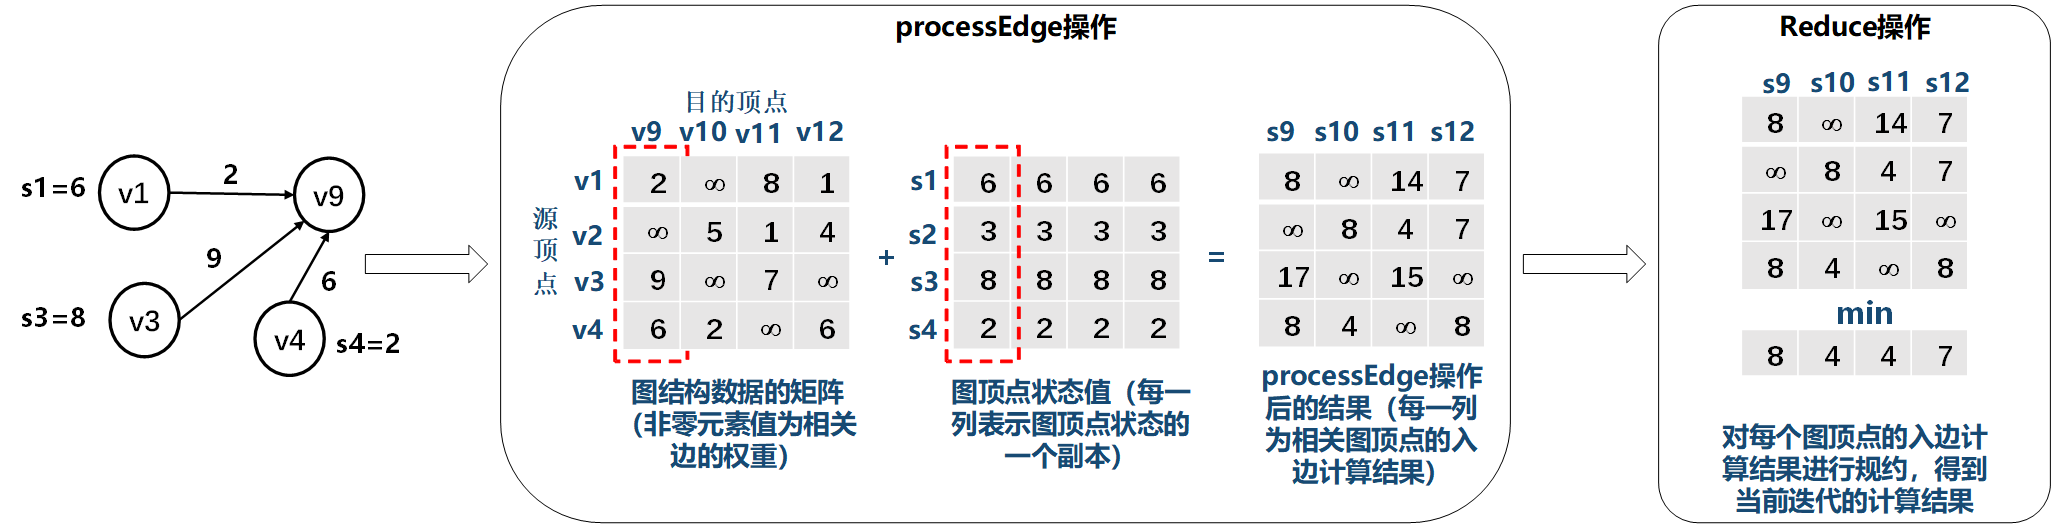 s1=6
v1
2
v9
9
6
s3=8
v3
v4
s4=2
processEdge操作
目的顶点
v9 v10 v11 v12
源顶点
v1 2 ∞ 8 1
v2 ∞ 5 1 4
v3 9 ∞ 7 ∞
v4 6 2 ∞ 6
图结构数据的矩阵
（非零元素值为相关
边的权重）
+
s1 6 6 6 6
s2 3 3 3 3
s3 8 8 8 8
s4 2 2 2 2
图顶点状态值（每一
列表示图顶点状态的
一个副本）
=
s9 s10 s11 s12
8 ∞ 14 7
∞ 8 4 7
17 ∞ 15 ∞
8 4 ∞ 8
processEdge操作
后的结果（每一列
为相关图顶点的入
边计算结果）
Reduce操作
s9 s10 s11 s12
8 ∞ 14 7
∞ 8 4 7
17 ∞ 15 ∞
8 4 ∞ 8
min
8 4 4 7
对每个图顶点的入边计
算结果进行规约，得到
当前迭代的计算结果